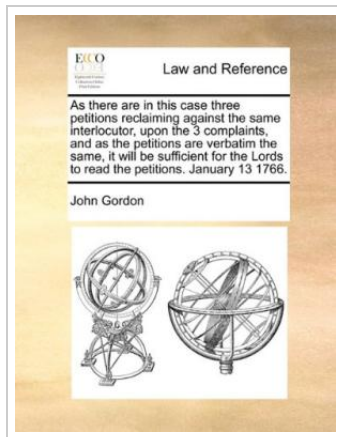 ECCO
Law and Reference
As there are in this case three
petitions reclaiming against the same
interlocutor, upon the 3 complaints,
and as the petitions are verbatim the
same, it will be sufficient for the Lords
to read the petitions. January 13 1766.
John Gordon